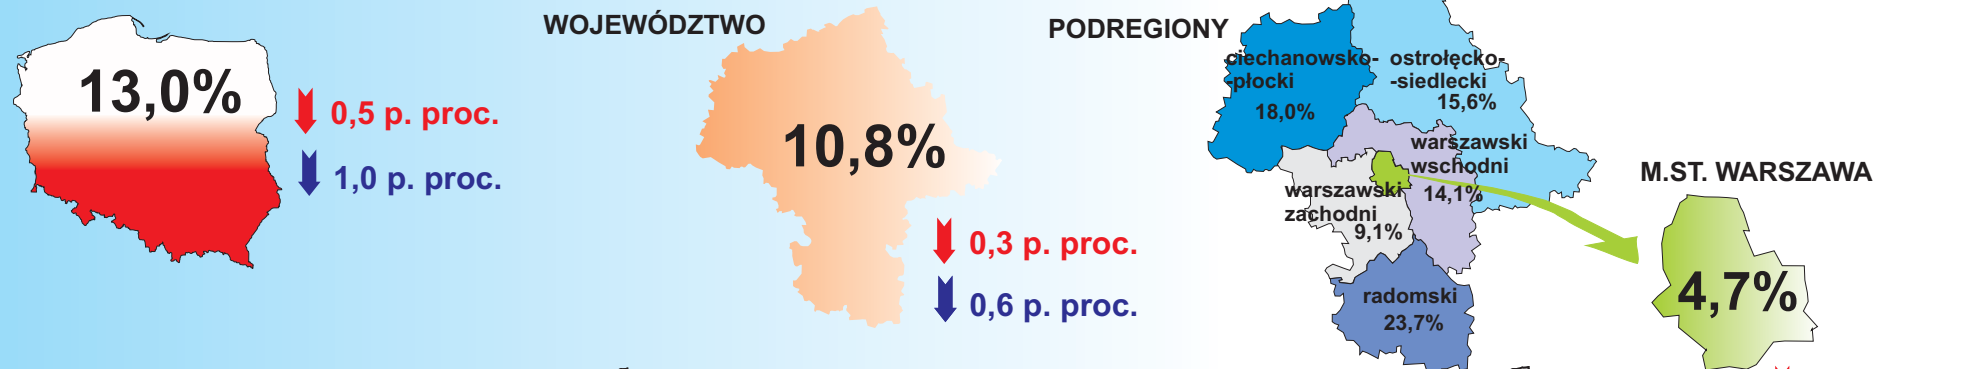 13,0%
0,5 p. proc.
1,0 p. proc.
WOJEWÓDZTWO
10,8%
0,3 p. proc.
0,6 p. proc.
PODREGIONY
ciechanowsko-
-płocki
18,0%
ostrołęcko-
-siedlecki
15,6%
warszawski
wschodni
14,1%
warszawski
zachodni
9,1%
radomski
23,7%
M.ST. WARSZAWA
4,7%